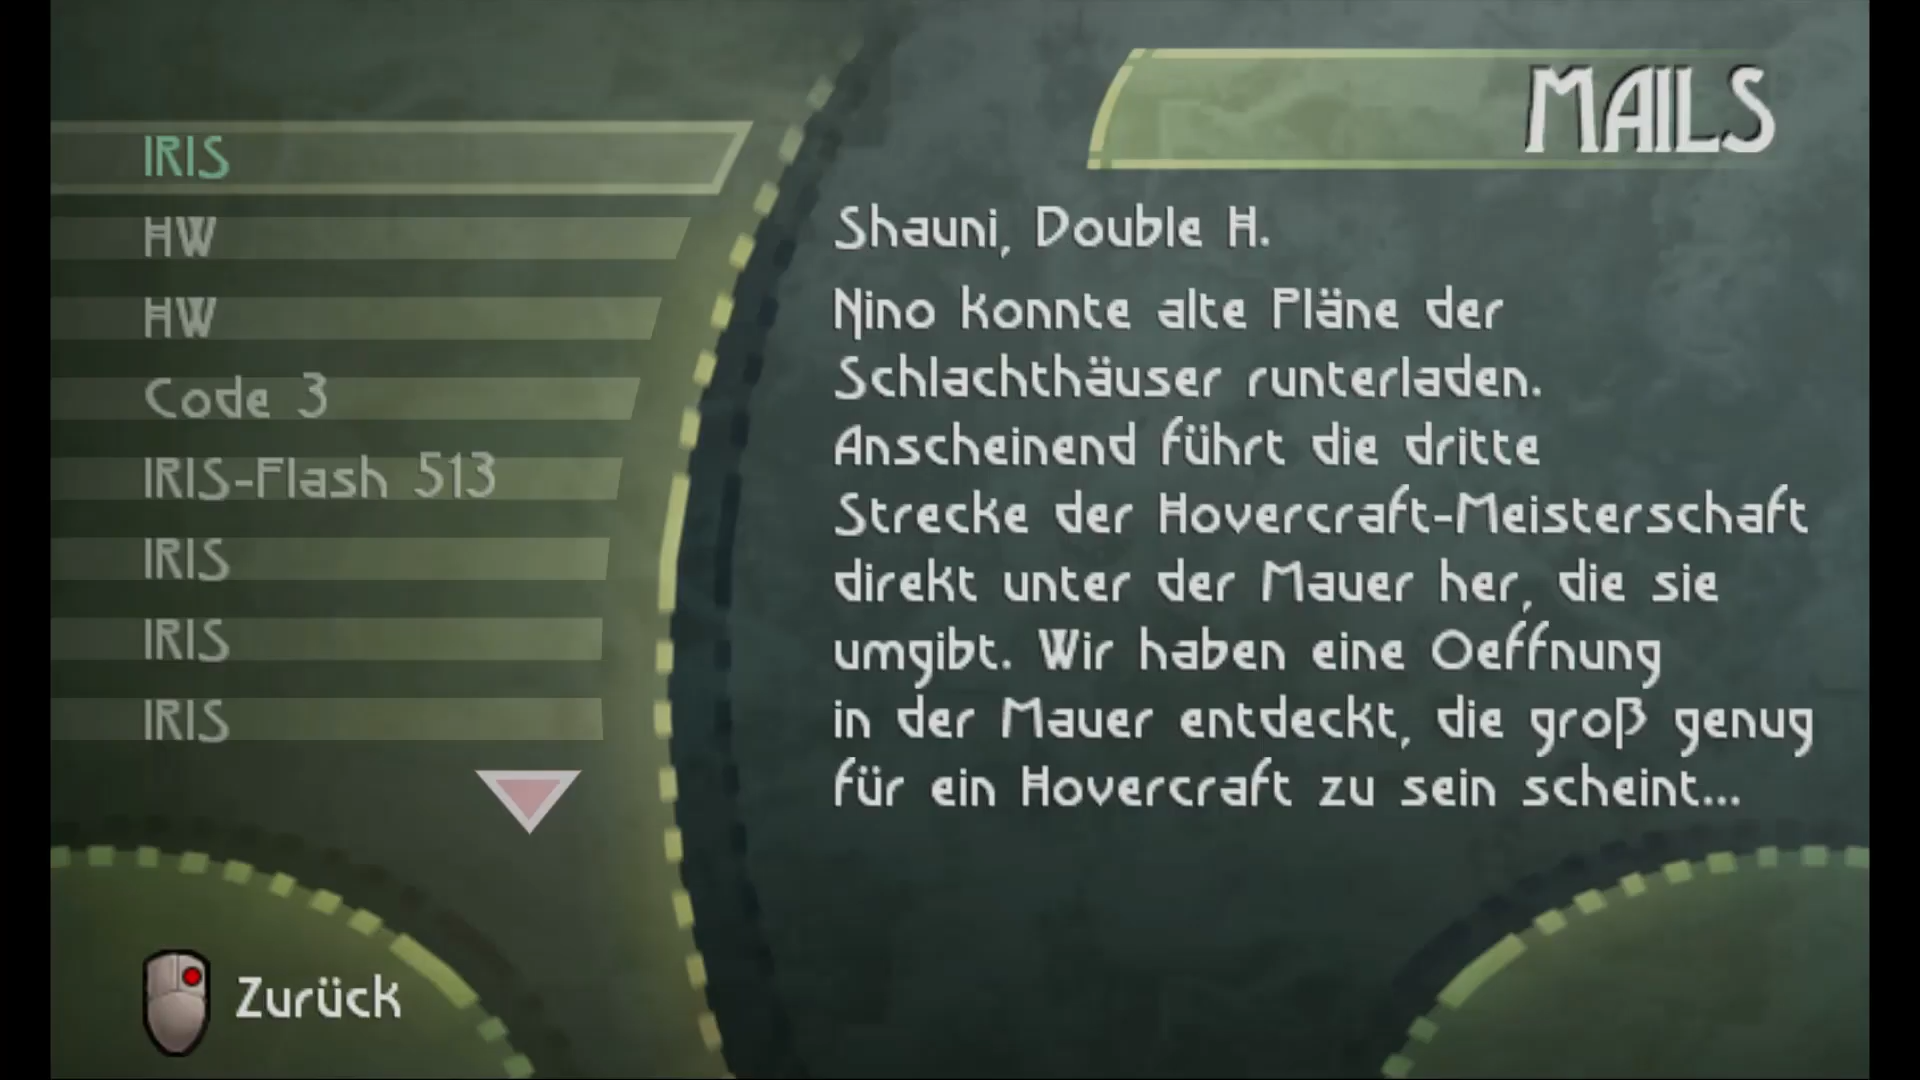 MAILS
IRIS
HW
HW
Code 3
IRIS-Flash 513
IRIS
IRIS
IRIS
Shauni, Double H.
Nino konnte alte Pläne der
Schlachthäuser runterladen.
Anscheinend führt die dritte
Strecke der Hovercraft-Meisterschaft
direkt unter der Mauer her, die sie
umgibt. Wir haben eine Oeffnung
in der Mauer entdeckt, die groß genug
für ein Hovercraft zu sein scheint...
Zurück